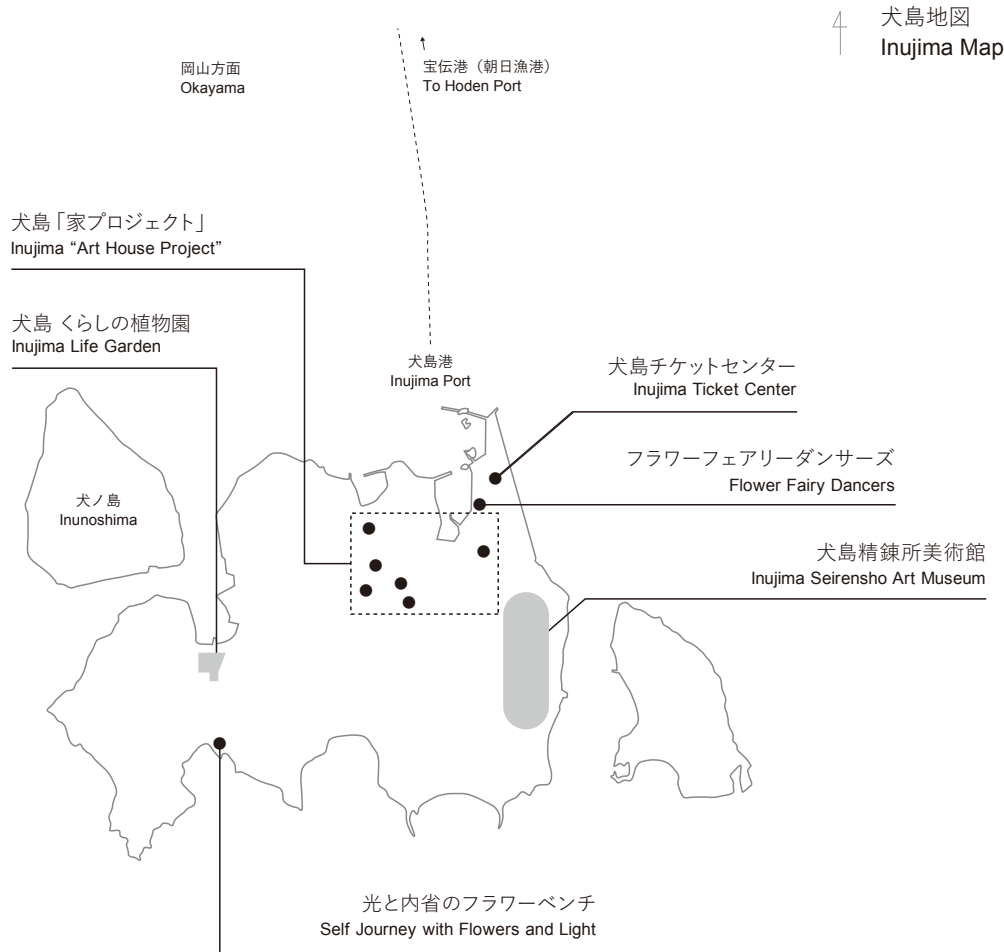 犬島地図
Inujima Map
岡山方面
Okayama
宝伝港（朝日漁港）
To Hoden Port
犬島「家プロジェクト」
Inujima “Art House Project”
犬島 くらしの植物園
Inujima Life Garden
犬島港
Inujima Port
犬島チケットセンター
Inujima Ticket Center
フラワーフェアリーダンサーズ
Flower Fairy Dancers
犬ノ島
Inunoshima
犬島精錬所美術館
Inujima Seirensho Art Museum
光と内省のフラワーベンチ
Self Journey with Flowers and Light